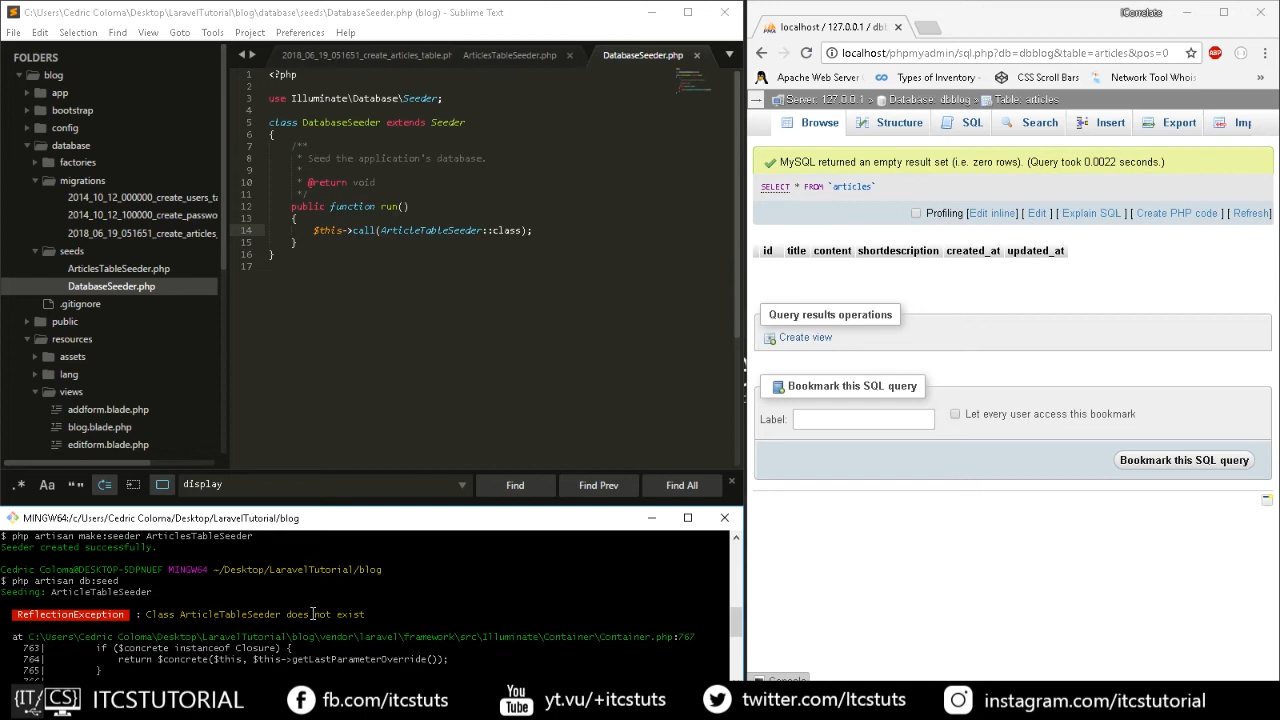 C:\Users\Cedric Coloma\Desktop\LaravelTutorial\blog\database\seeds\DatabaseSeeder.php (blog) - Sublime Text
File Edit Selection Find View Goto Tools Project Preferences Help
FOLDERS
blog
app
bootstrap
config
database
factories
migrations
2014_10_12_000000_create_users_ta
2014_10_12_100000_create_passwo
2018_06_19_051651_create_articles_
seeds
ArticlesTableSeeder.php
DatabaseSeeder.php
.gitignore
public
resources
assets
lang
views
addform.blade.php
blog.blade.php
editform.blade.php
2018_06_19_051651_create_articles_table.ph ArticlesTableSeeder.php DatabaseSeeder.php
1 <?php
2
3 use Illuminate\Database\Seeder;
4
5 class DatabaseSeeder extends Seeder
6 {
7 /**
8 * Seed the application's database.
9 *
10 * @return void
11 */
12 public function run()
13 {
14 $this->call(ArticleTableSeeder::class);
15 }
16 }
17
.* Aa “” display Find Find Prev Find All
MINGW64:/c/Users/Cedric Coloma/Desktop/LaravelTutorial/blog
$ php artisan make:seeder ArticlesTableSeeder
Seeder created successfully.
Cedric Coloma@DESKTOP-5DPNUEF MINGW64 ~/Desktop/LaravelTutorial/blog
$ php artisan db:seed
Seeding: ArticleTableSeeder
ReflectionException : Class ArticleTableSeeder does not exist
at C:\Users\Cedric Coloma\Desktop\LaravelTutorial\blog\vendor\laravel\framework\src\Illuminate\Container\Container.php:767
763| if ($concrete instanceof Closure) {
764| return $concrete($this, $this->getLastParameterOverride());
765| }
ICorrelate
localhost / 127.0.0.1 / dbl
localhost/phpmyadmin/sql.php?db=dbblog&table=articles&pos=0
Apache Web Server Types of Inform CSS Scroll Bars Network Tool Wind
Server: 127.0.0.1 » Database: dbblog » Table: articles
Browse Structure SQL Search Insert Export Imp
MySQL returned an empty result set (i.e. zero rows). (Query took 0.0022 seconds.)
SELECT * FROM `articles`
Profiling [Edit inline] [ Edit ] [ Explain SQL ] [ Create PHP code ] [ Refresh]
id title content shortdescription created_at updated_at
Query results operations
Create view
Bookmark this SQL query
Label: Let every user access this bookmark
Bookmark this SQL query
Console
IT/CS ITCSTUTORIAL fb.com/itcstuts You Tube yt.vu/+itcstuts twitter.com/Itcstuts instagram.com/itcstutorial